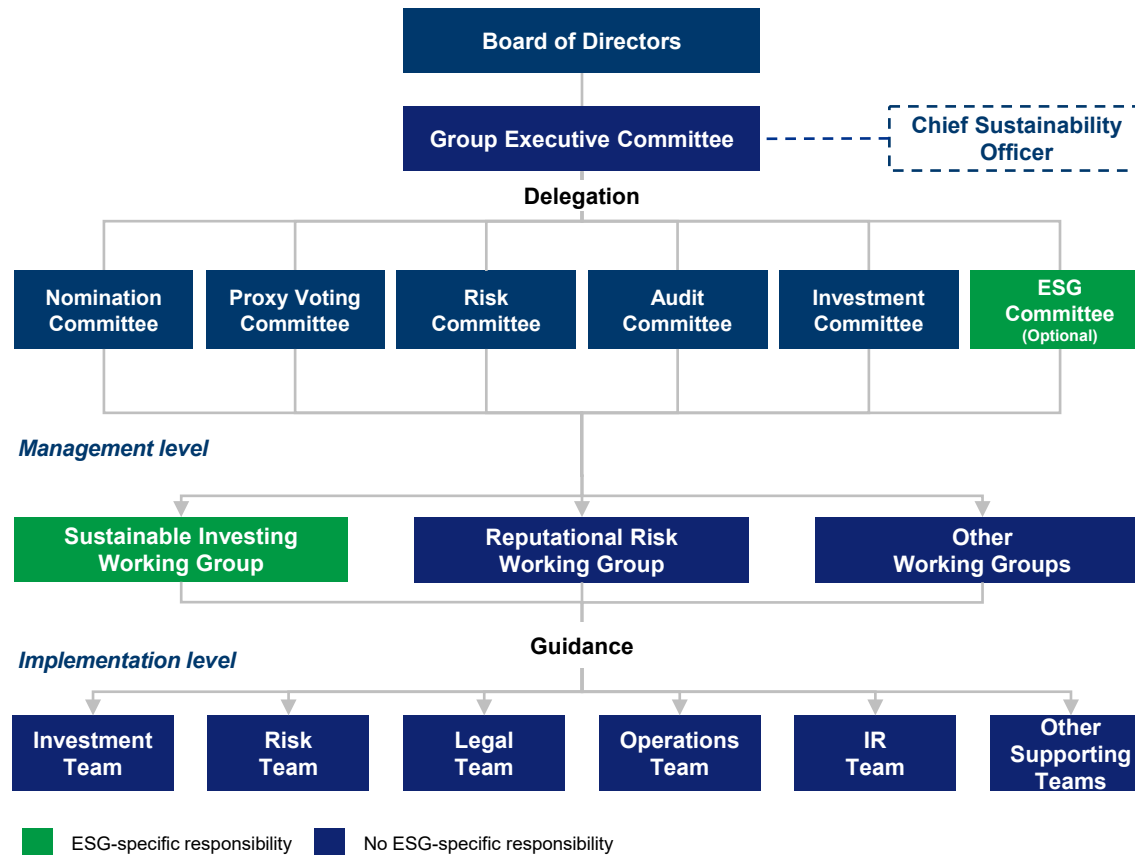 Board of Directors
Group Executive Committee
Chief Sustainability
Officer
Delegation
Nomination
Committee
Proxy Voting
Committee
Risk
Committee
Audit
Committee
Investment
Committee
ESG
Committee
(Optional)
Management level
Sustainable Investing
Working Group
Reputational Risk
Working Group
Other
Working Groups
Guidance
Implementation level
Investment
Team
Risk
Team
Legal
Team
Operations
Team
IR
Team
Other
Supporting
Teams
ESG-specific responsibility
No ESG-specific responsibility